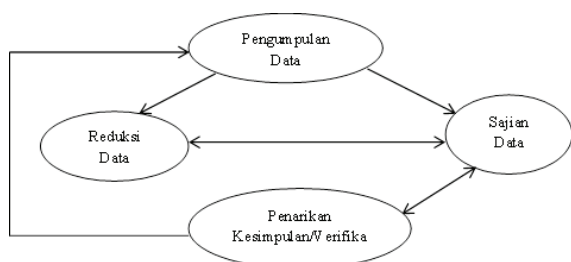 Pengumpulan
Data
Reduksi
Data
Sajian
Data
Penarikan
Kesimpulan/Verifika